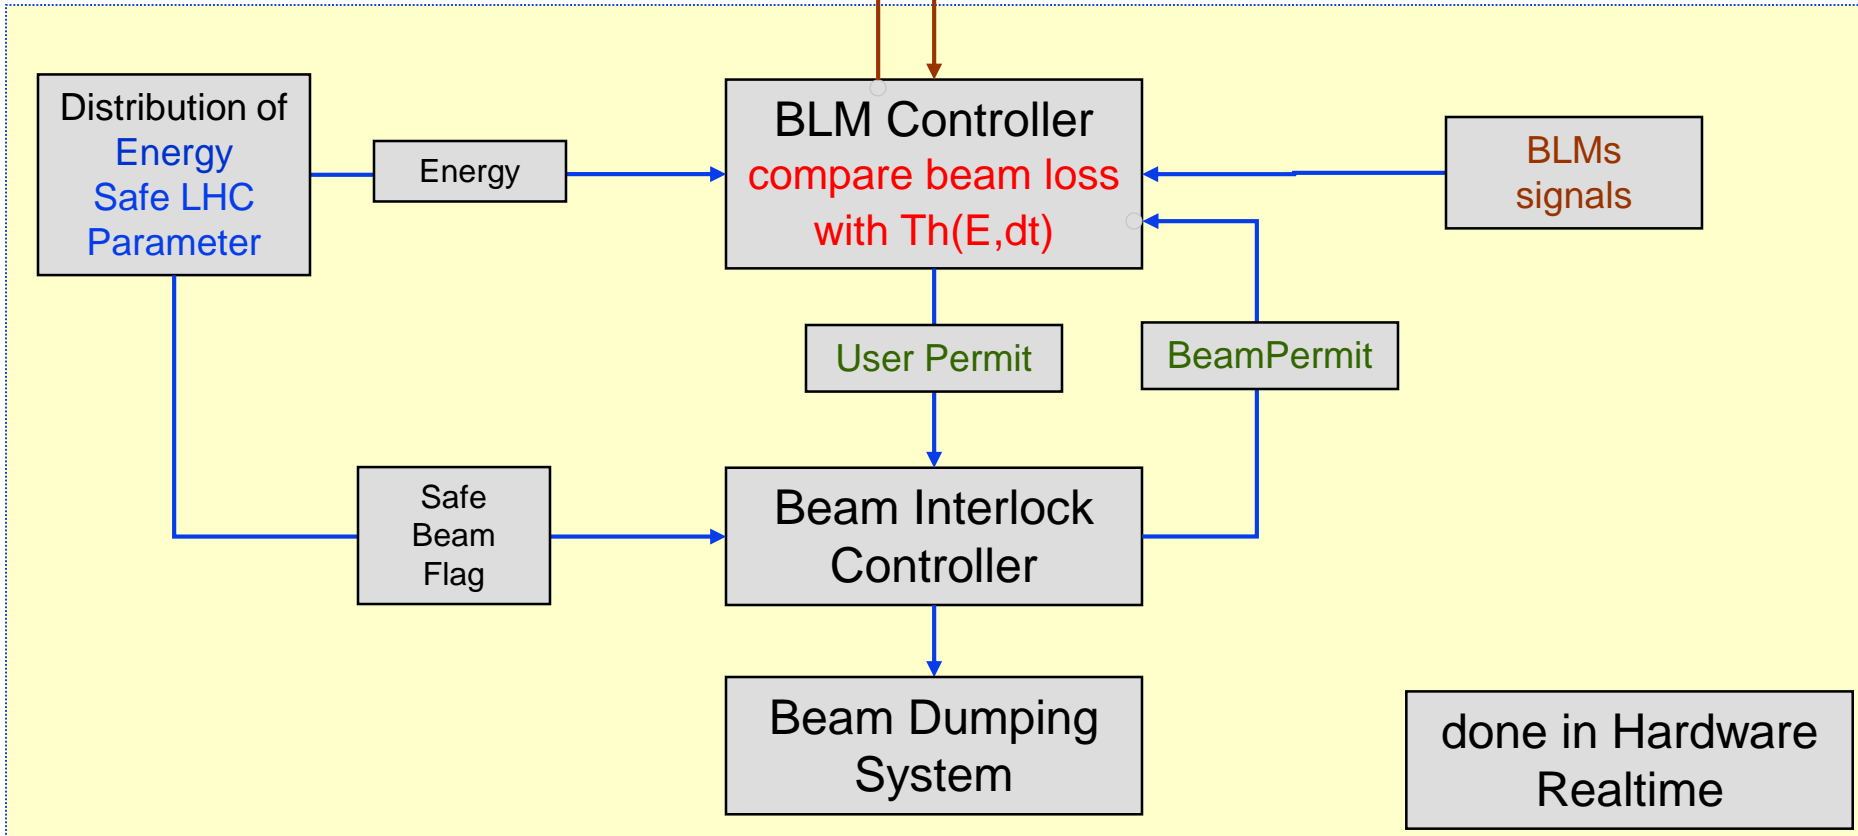 Distribution of
Energy
Safe LHC
Parameter
Energy
BLM Controller
compare beam loss
with Th(E,dt)
BLMs
signals
User Permit
BeamPermit
Safe
Beam
Flag
Beam Interlock
Controller
Beam Dumping
System
done in Hardware
Realtime